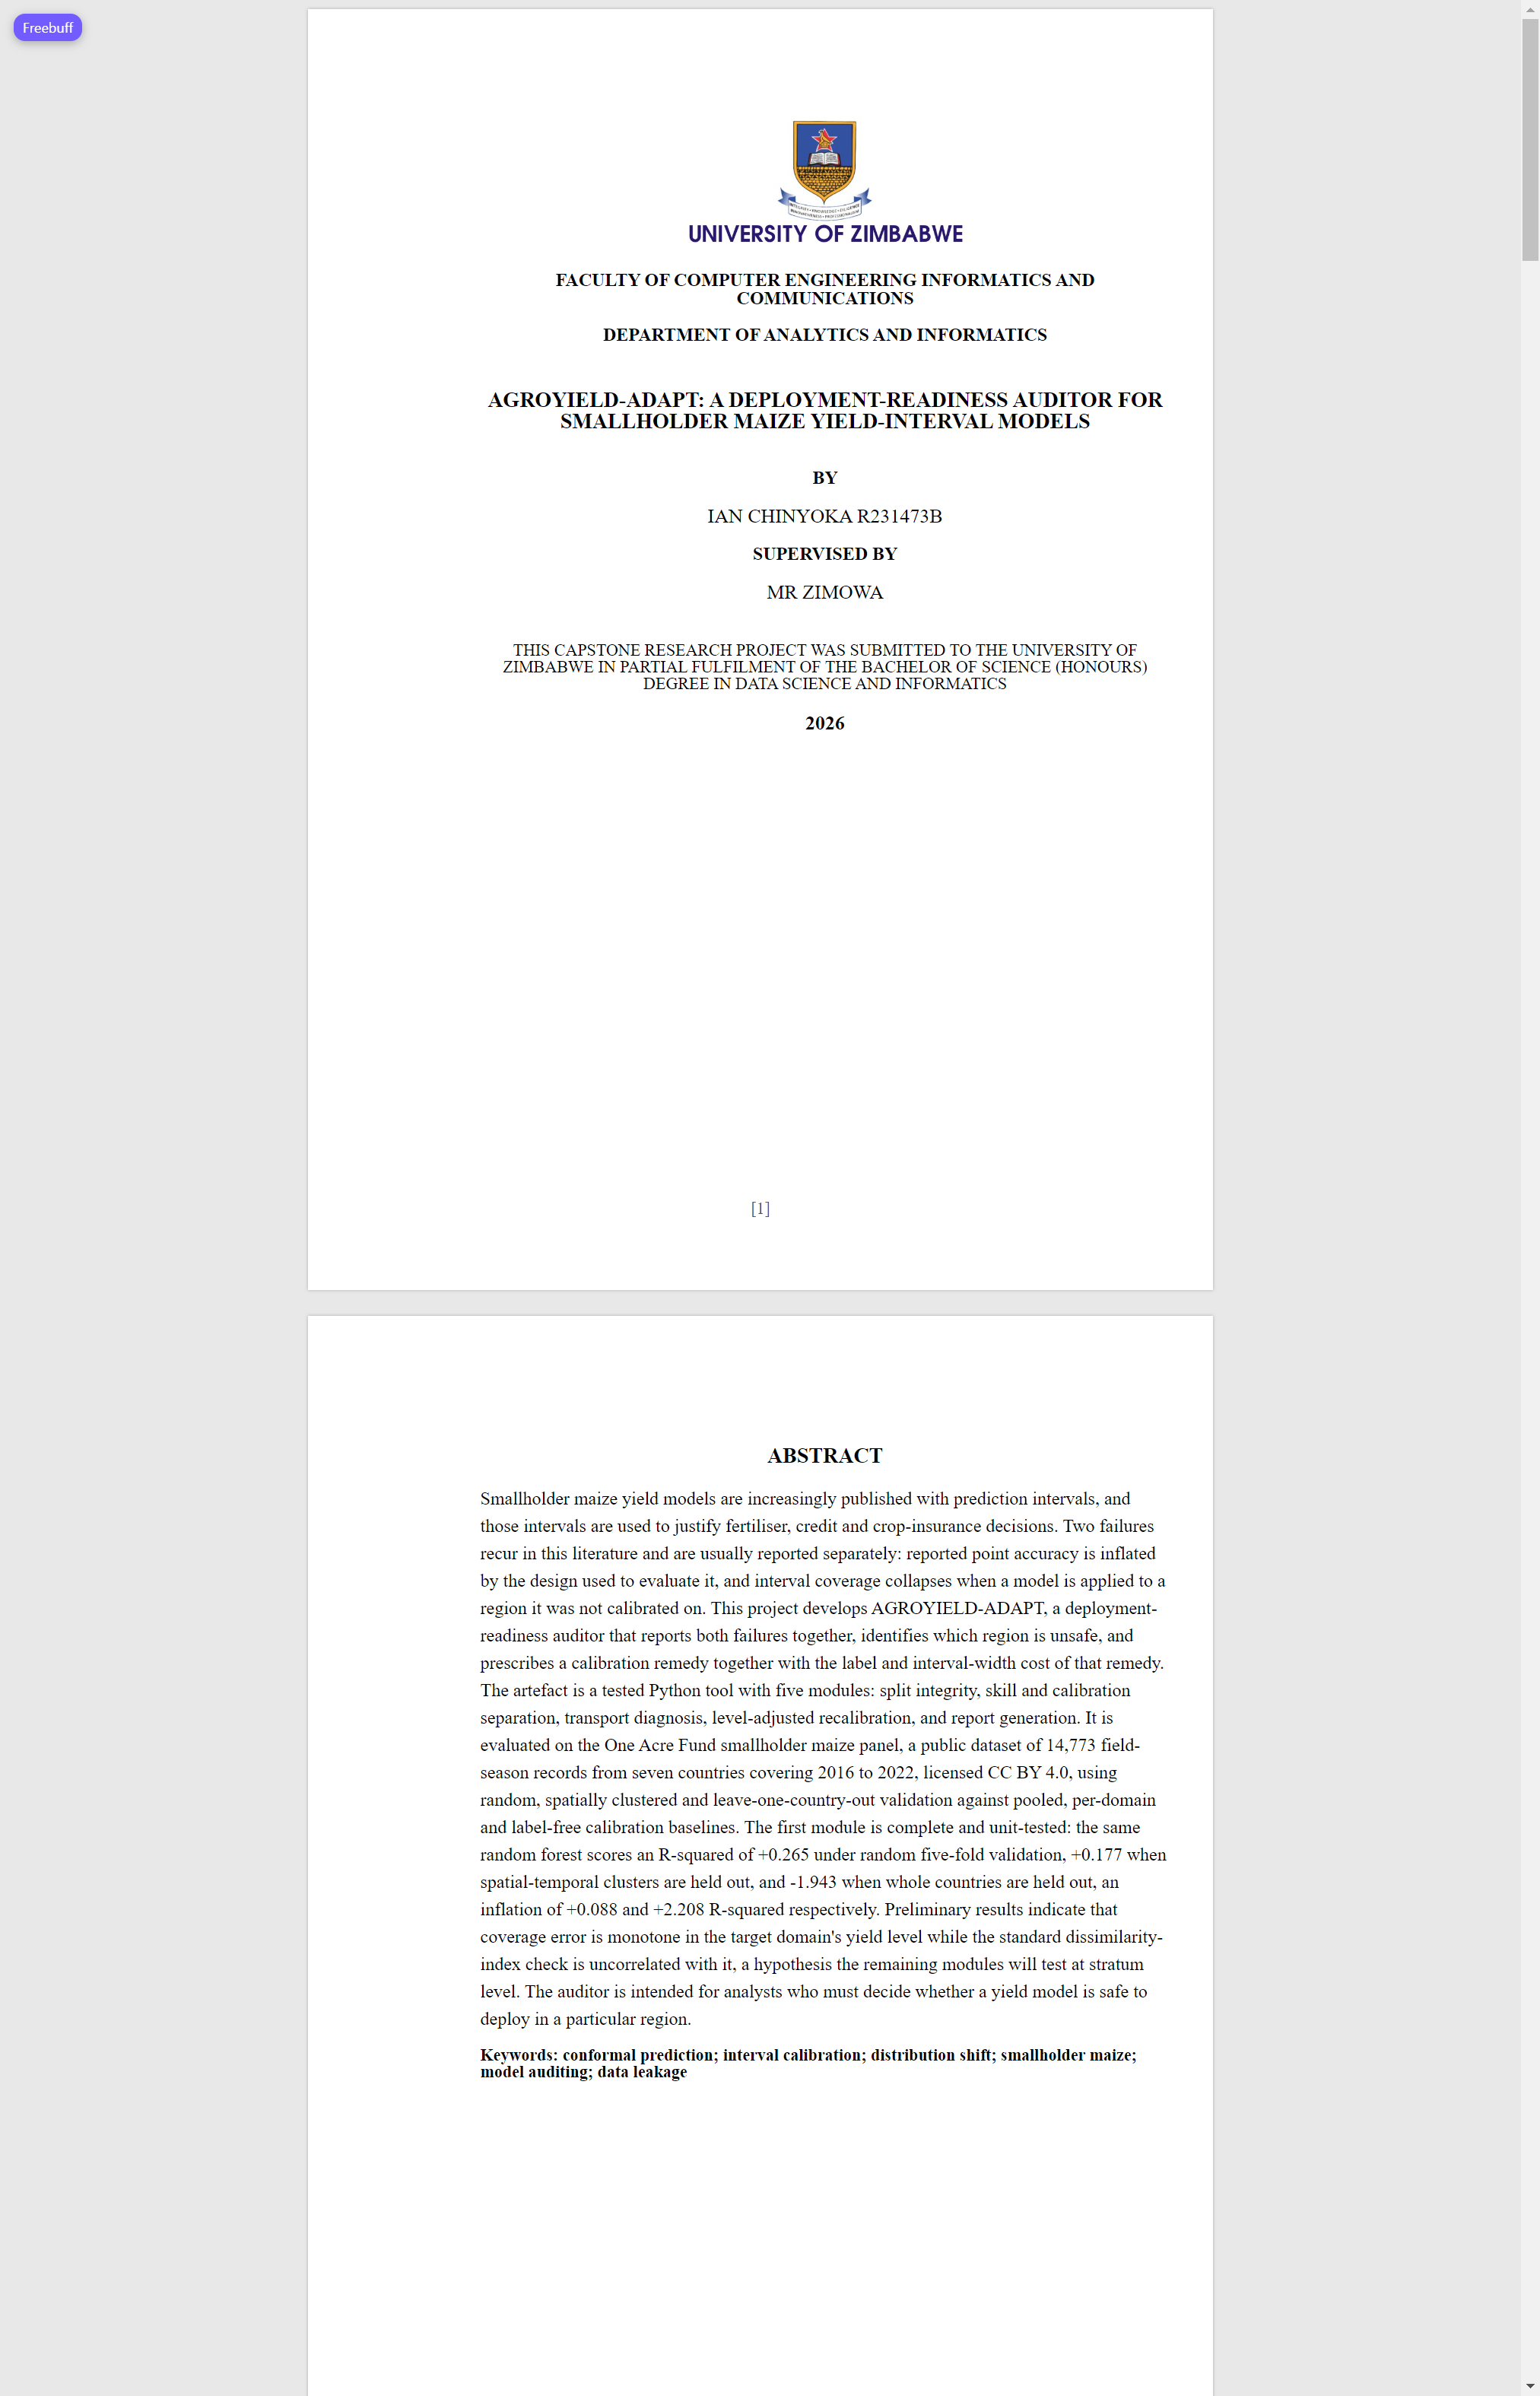 Freebuff
UNIVERSITY OF ZIMBABWE
FACULTY OF COMPUTER ENGINEERING INFORMATICS AND
COMMUNICATIONS
DEPARTMENT OF ANALYTICS AND INFORMATICS
AGROYIELD-ADAPT: A DEPLOYMENT-READINESS AUDITOR FOR
SMALLHOLDER MAIZE YIELD-INTERVAL MODELS
BY
IAN CHINYOKA R231473B
SUPERVISED BY
MR ZIMOWA
THIS CAPSTONE RESEARCH PROJECT WAS SUBMITTED TO THE UNIVERSITY OF
ZIMBABWE IN PARTIAL FULFILMENT OF THE BACHELOR OF SCIENCE (HONOURS)
DEGREE IN DATA SCIENCE AND INFORMATICS
2026
[1]
ABSTRACT
Smallholder maize yield models are increasingly published with prediction intervals, and
those intervals are used to justify fertiliser, credit and crop-insurance decisions. Two failures
recur in this literature and are usually reported separately: reported point accuracy is inflated
by the design used to evaluate it, and interval coverage collapses when a model is applied to a
region it was not calibrated on. This project develops AGROYIELD-ADAPT, a deployment-
readiness auditor that reports both failures together, identifies which region is unsafe, and
prescribes a calibration remedy together with the label and interval-width cost of that remedy.
The artefact is a tested Python tool with five modules: split integrity, skill and calibration
separation, transport diagnosis, level-adjusted recalibration, and report generation. It is
evaluated on the One Acre Fund smallholder maize panel, a public dataset of 14,773 field-
season records from seven countries covering 2016 to 2022, licensed CC BY 4.0, using
random, spatially clustered and leave-one-country-out validation against pooled, per-domain
and label-free calibration baselines. The first module is complete and unit-tested: the same
random forest scores an R-squared of +0.265 under random five-fold validation, +0.177 when
spatial-temporal clusters are held out, and -1.943 when whole countries are held out, an
inflation of +0.088 and +2.208 R-squared respectively. Preliminary results indicate that
coverage error is monotone in the target domain's yield level while the standard dissimilarity-
index check is uncorrelated with it, a hypothesis the remaining modules will test at stratum
level. The auditor is intended for analysts who must decide whether a yield model is safe to
deploy in a particular region.
Keywords: conformal prediction; interval calibration; distribution shift; smallholder maize;
model auditing; data leakage